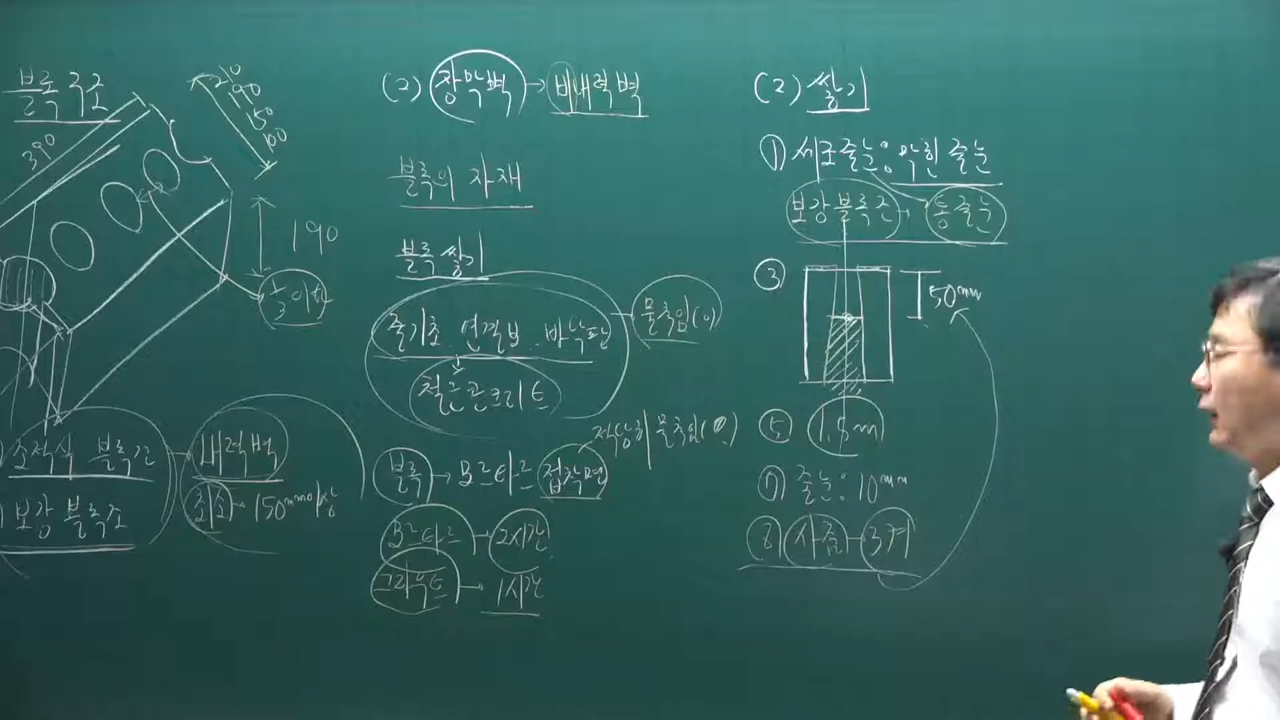 블록구조
390
210
190
150
100
190
1/3 이하
조적식 블록조 → 내력벽
최소 150mm 이상
보강 블록조
(2) 장막벽 → 비내력벽
블록의 자재
블록쌓기
줄기초, 연결보, 바닥판
물축임(이)
철근콘크리트
적당히 물축임(
블록 → 모르타르 접착면
모르타르 → 2시간
그라우트 → 1시간
(2) 쌓기
① 세로줄눈: 막힌 줄눈
보강블록조 통줄눈
③
50mm
⑤ 1.5m
⑦ 줄눈: 10mm
⑧ 사춤 - 3켜